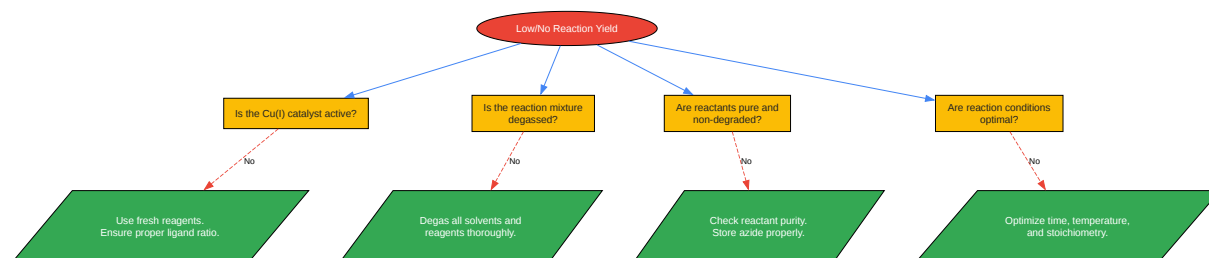 Low/No Reaction Yield
Is the Cu(I) catalyst active?
Is the reaction mixture
degassed?
Are reactants pure and
non-degraded?
Are reaction conditions
optimal?
No
No
No
No
Use fresh reagents.
Ensure proper ligand ratio.
Degas all solvents and
reagents thoroughly.
Check reactant purity.
Store azide properly.
Optimize time, temperature,
and stoichiometry.